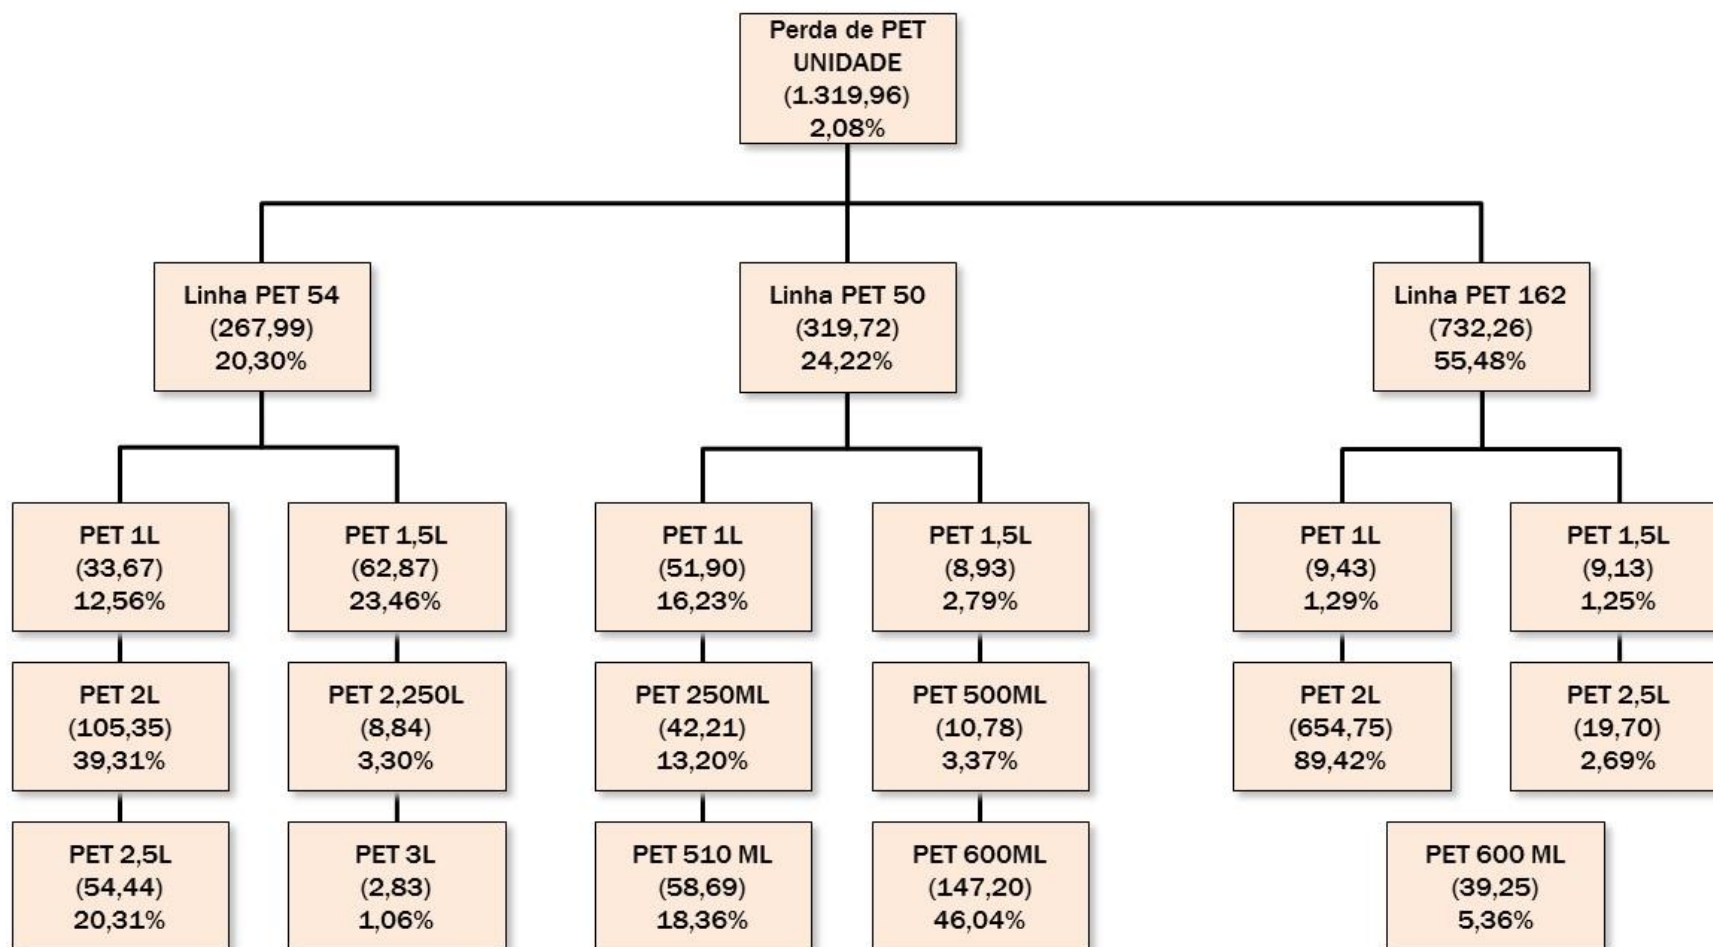 Perda de PET
UNIDADE
(1.319,96)
2,08%
Linha PET 54
(267,99)
20,30%
Linha PET 50
(319,72)
24,22%
Linha PET 162
(732,26)
55,48%
PET 1L
(33,67)
12,56%
PET 1,5L
(62,87)
23,46%
PET 1L
(51,90)
16,23%
PET 1,5L
(8,93)
2,79%
PET 1L
(9,43)
1,29%
PET 1,5L
(9,13)
1,25%
PET 2L
(105,35)
39,31%
PET 2,250L
(8,84)
3,30%
PET 250ML
(42,21)
13,20%
PET 500ML
(10,78)
3,37%
PET 2L
(654,75)
89,42%
PET 2,5L
(19,70)
2,69%
PET 2,5L
(54,44)
20,31%
PET 3L
(2,83)
1,06%
PET 510 ML
(58,69)
18,36%
PET 600ML
(147,20)
46,04%
PET 600 ML
(39,25)
5,36%